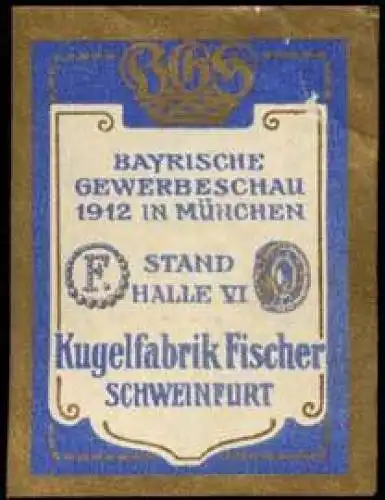 BGS
BAYRISCHE
GEWERBESCHAU
1912 IN MÜNCHEN
F.
STAND
HALLE VI
Kugelfabrik Fischer
SCHWEINFURT